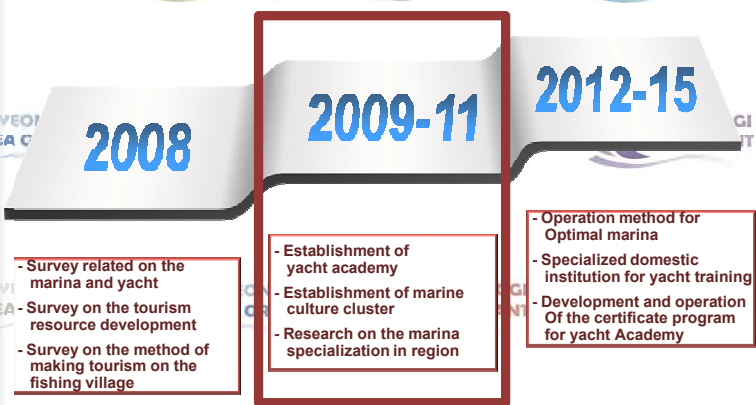 2008
2009-11
2012-15
- Survey related on the
marina and yacht
- Survey on the tourism
resource development
- Survey on the method of
making tourism on the
fishing village
- Establishment of
yacht academy
- Establishment of marine
culture cluster
- Research on the marina
specialization in region
- Operation method for
Optimal marina
- Specialized domestic
institution for yacht training
- Development and operation
Of the certificate program
for yacht Academy